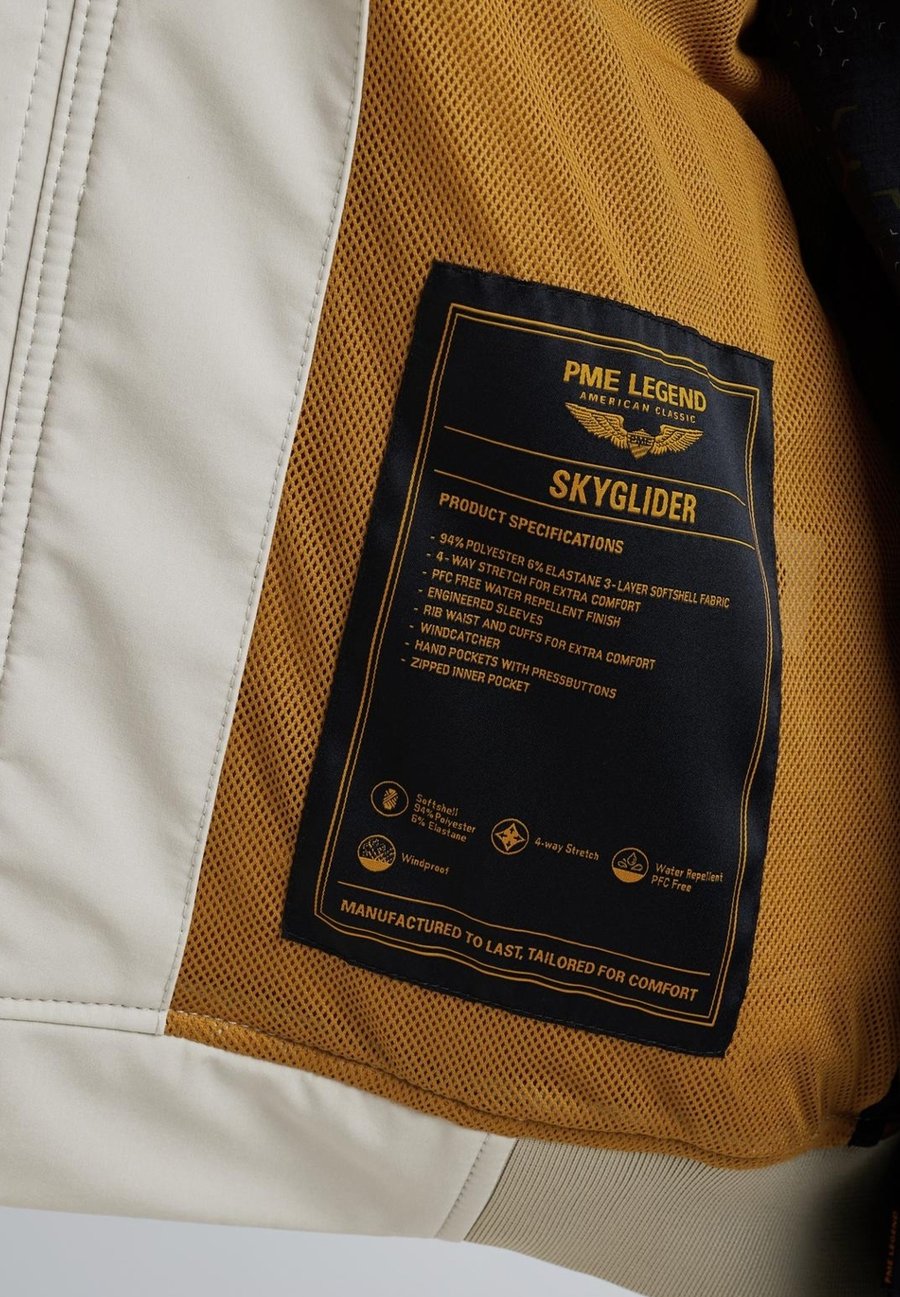 PME LEGEND
AMERICAN CLASSIC
PME
SKYGLIDER
PRODUCT SPECIFICATIONS
- 94% POLYESTER 6% ELASTANE 3-LAYER SOFTSHELL FABRIC
- 4-WAY STRETCH FOR EXTRA COMFORT
- PFC FREE WATER REPELLENT FINISH
- ENGINEERED SLEEVES
- RIB WAIST AND CUFFS FOR EXTRA COMFORT
- WINDCATCHER
- HAND POCKETS WITH PRESSBUTTONS
- ZIPPED INNER POCKET
Softshell
94% Polyester
6% Elastane
4-way Stretch
Water Repellent
PFC Free
Windproof
MANUFACTURED TO LAST, TAILORED FOR COMFORT
PME LEGEND